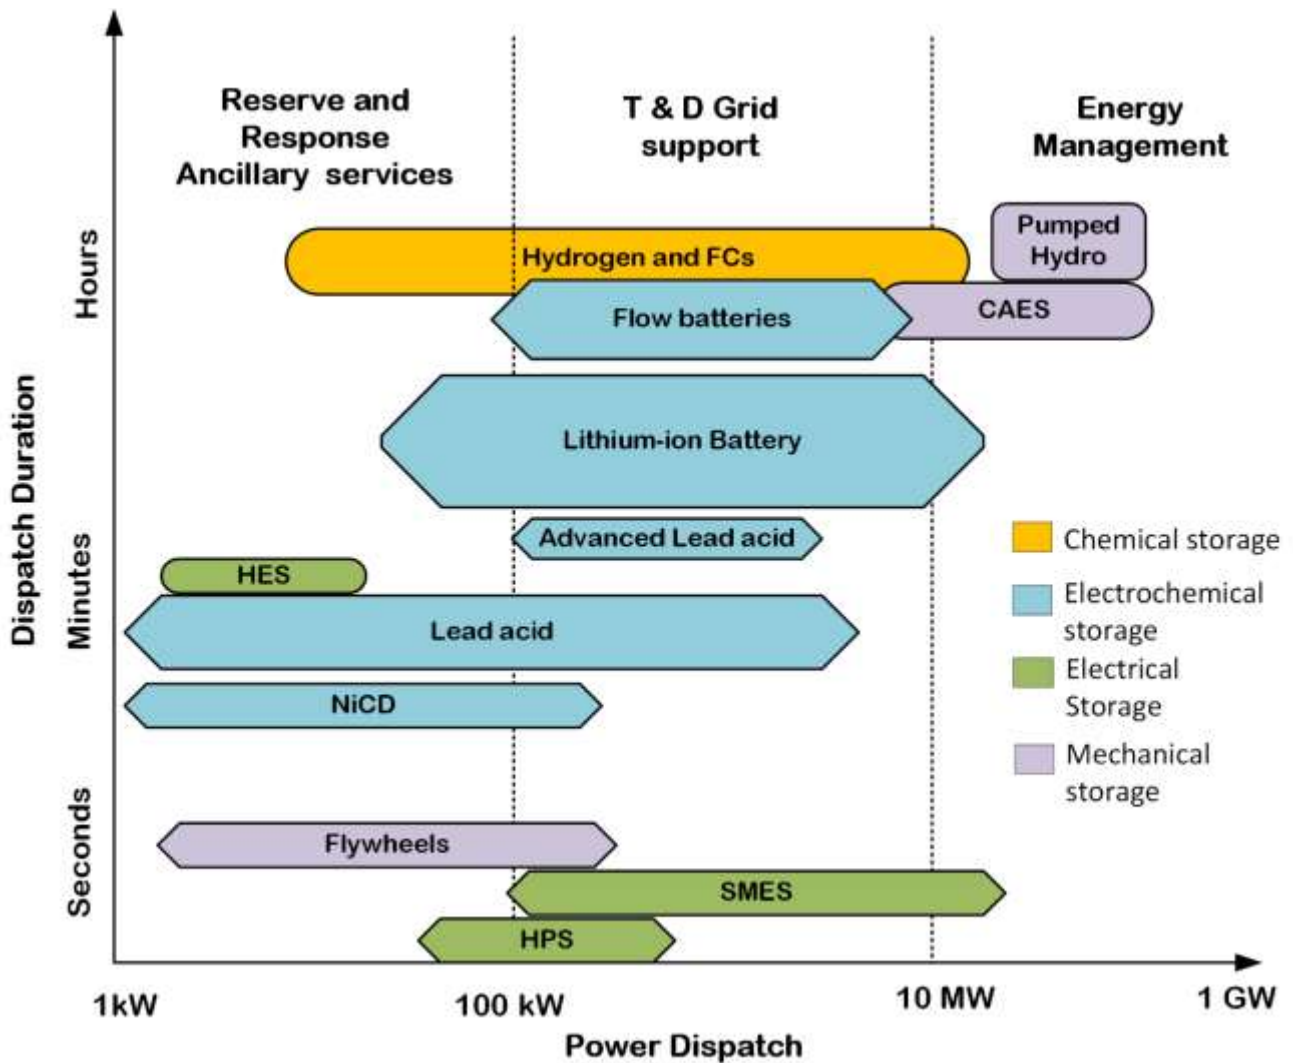 Reserve and
Response
Ancillary services
T & D Grid
support
Energy
Management
Hours
Minutes
Seconds
Dispatch Duration
Pumped
Hydro
Hydrogen and FCs
CAES
Flow batteries
Lithium-ion Battery
Advanced Lead acid
HES
Lead acid
NiCD
Flywheels
SMES
HPS
Chemical storage
Electrochemical
storage
Electrical
Storage
Mechanical
storage
1kW
100 kW
10 MW
1 GW
Power Dispatch